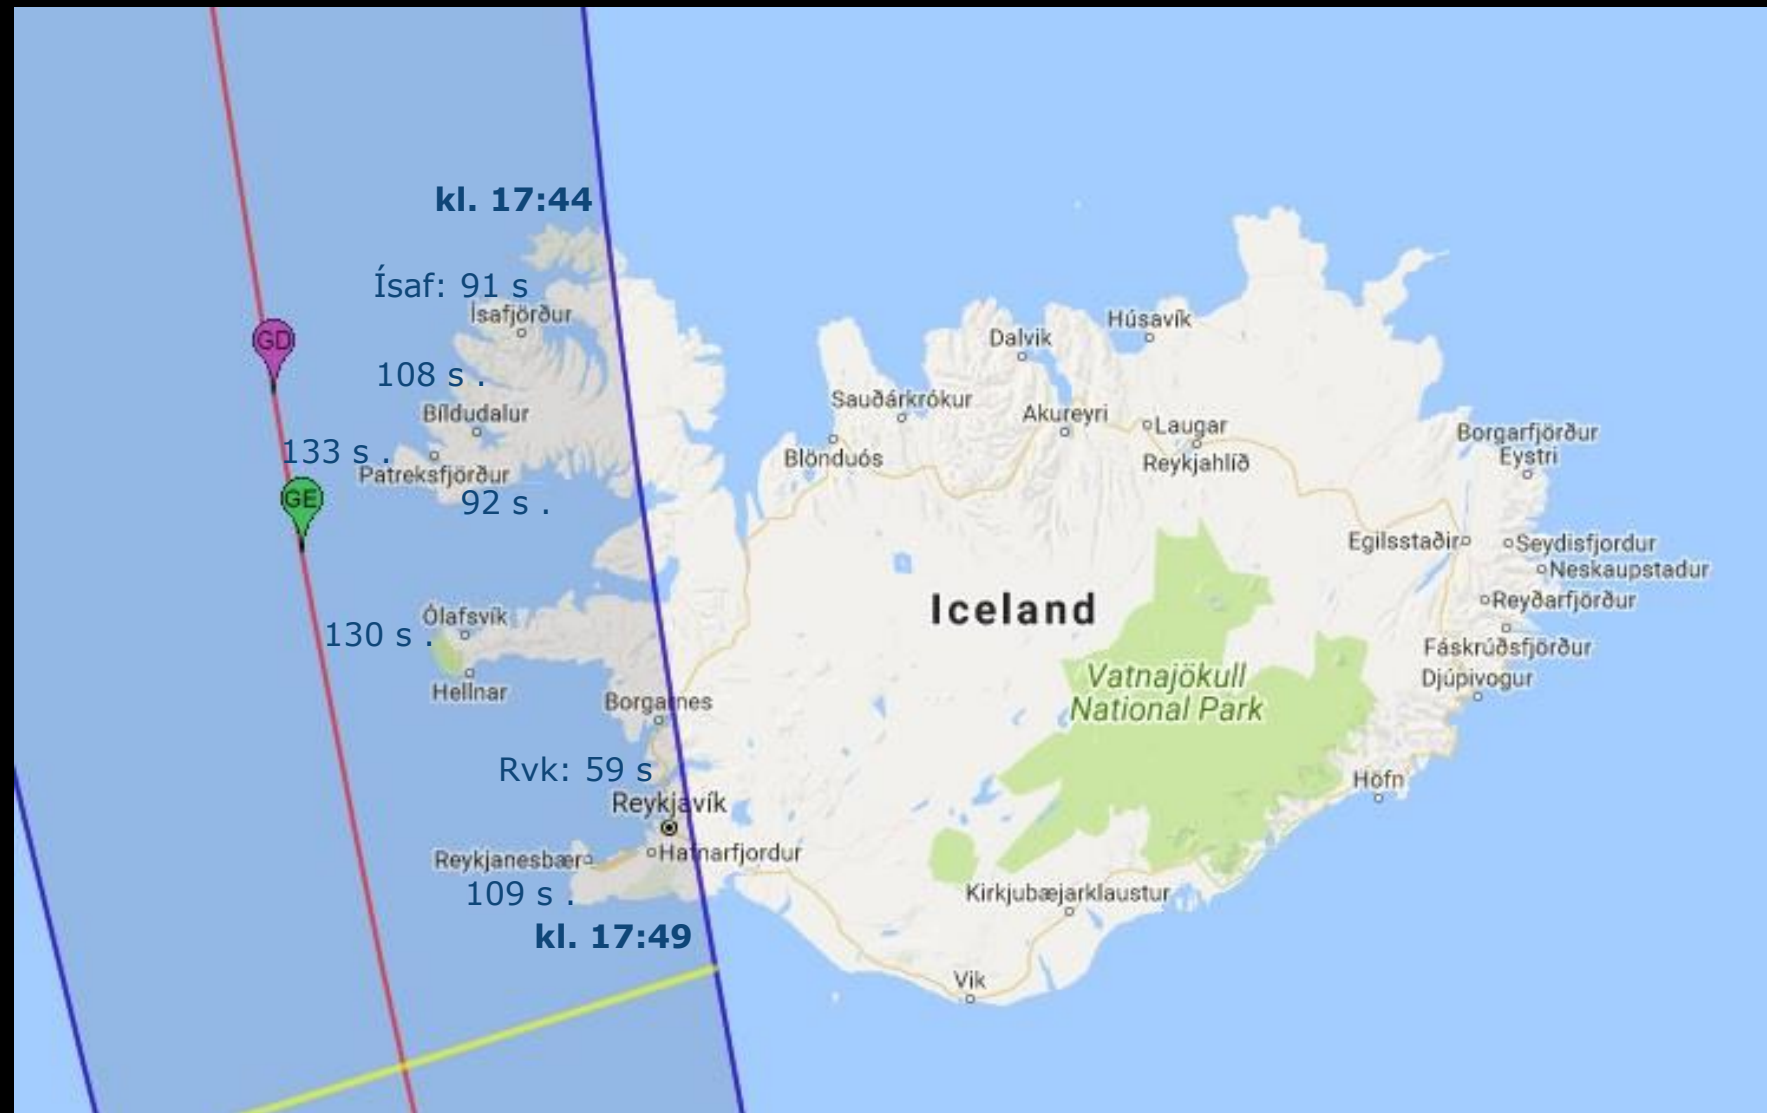 kl. 17:44
Ísaf: 91 s
Ísafjörður
GD
108 s .
Bíldudalur
133 s .
Patreksfjörður
GE
92 s .
Ólafsvík
130 s .
Hellnar
Borgarnes
Rvk: 59 s
Reykjavík
Reykjanesbær
Hafnarfjordur
109 s .
kl. 17:49
Húsavík
Dalvik
Sauðárkrókur
Akureyri
Laugar
Blönduós
Reykjahlíð
Borgarfjörður
Eystri
Egilsstaðir
Seydisfjordur
Neskaupstadur
Reyðarfjörður
Iceland
Fáskrúðsfjörður
Djúpivogur
Vatnajökull
National Park
Höfn
Kirkjubæjarklaustur
Vik